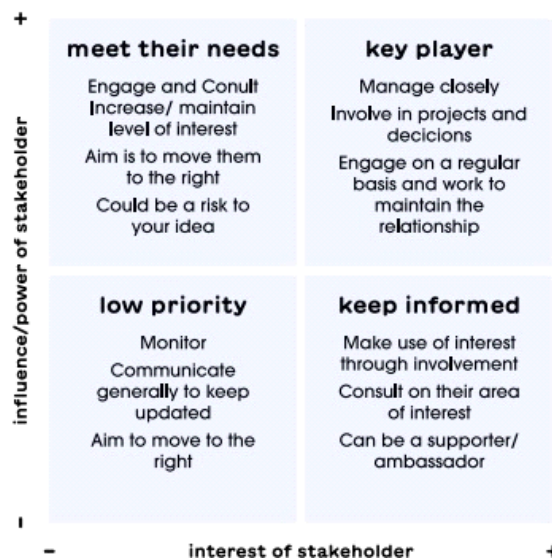 +
meet their needs
Engage and Conult
Increase/ maintain
level of interest
Aim is to move them
to the right
Could be a risk to
your idea
key player
Manage closely
Involve in projects and
decicions
Engage on a regular
basis and work to
maintain the
relationship
influence/power of stakeholder
low priority
Monitor
Communicate
generally to keep
updated
Aim to move to the
right
keep informed
Make use of interest
through involvement
Consult on their area
of interest
Can be a supporter/
ambassador
-
- interest of stakeholder +